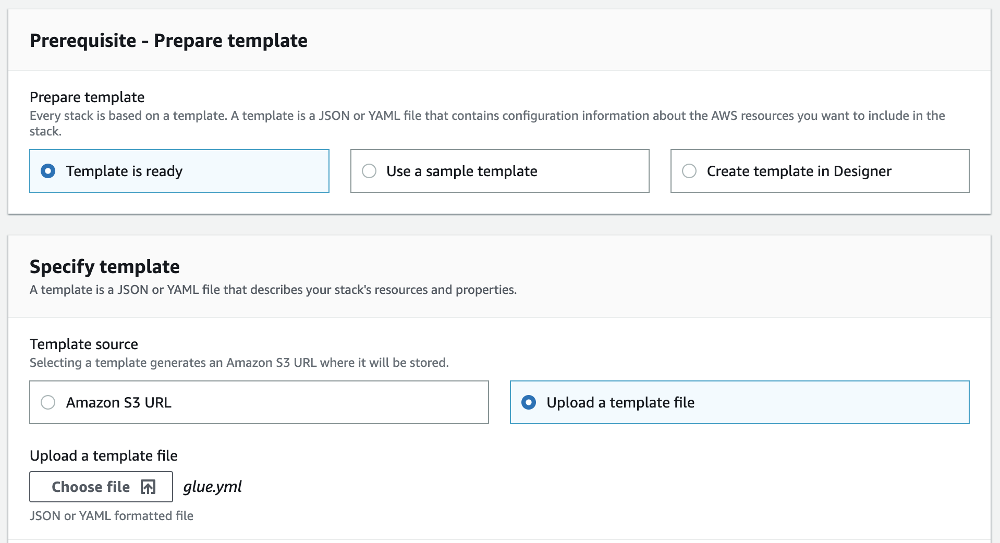 Prerequisite - Prepare template
Prepare template
Every stack is based on a template. A template is a JSON or YAML file that contains configuration information about the AWS resources you want to include in the
stack.
Template is ready
Use a sample template
Create template in Designer
Specify template
A template is a JSON or YAML file that describes your stack's resources and properties.
Template source
Selecting a template generates an Amazon S3 URL where it will be stored.
Amazon S3 URL
Upload a template file
Upload a template file
Choose file
glue.yml
JSON or YAML formatted file